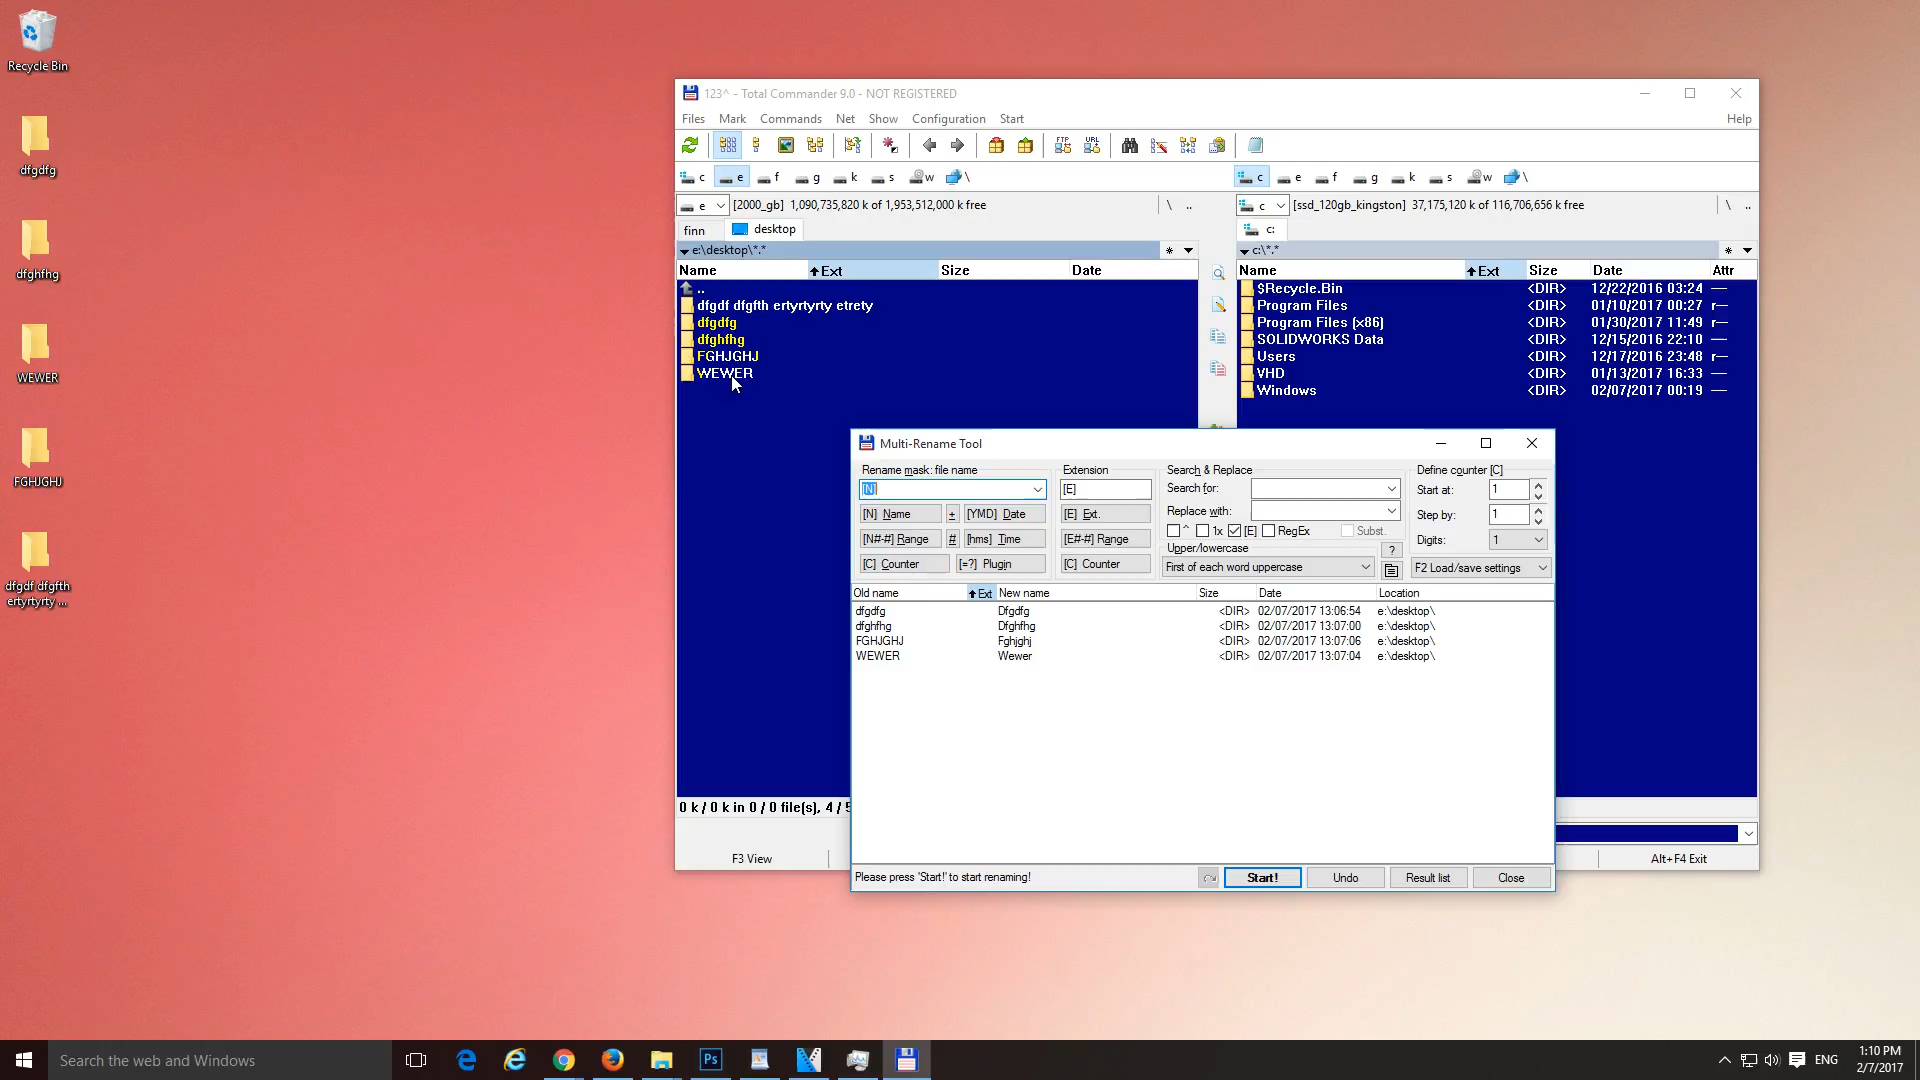 Recycle Bin
dfgdfg
dfghfhg
WEWER
FGHJGHJ
dfgdf dfgfth
ertyrtyrty ...
123^ - Total Commander 9.0 - NOT REGISTERED
Files Mark Commands Net Show Configuration Start Help
FTP URL
c e f g k s w \
c e f g k s w \
e [2000_gb] 1,090,735,820 k of 1,953,512,000 k free \ ..
c [ssd_120gb_kingston] 37,175,120 k of 116,706,656 k free \ ..
finn desktop
c:
e:\desktop\*.* *
c:\*.* *
Name Ext Size Date
..
dfgdf dfgfth ertyrtyrty etrety
dfgdfg
dfghfhg
FGHJGHJ
WEWER
Name Ext Size Date Attr
$Recycle.Bin <DIR> 12/22/2016 03:24 —
Program Files <DIR> 01/10/2017 00:27 r—
Program Files (x86) <DIR> 01/30/2017 11:49 r—
SOLIDWORKS Data <DIR> 12/15/2016 22:10 —
Users <DIR> 12/17/2016 23:48 r—
VHD <DIR> 01/13/2017 16:33 —
Windows <DIR> 02/07/2017 00:19 —
0 k / 0 k in 0 / 0 file(s), 4 / 5
F3 View
Alt+F4 Exit
Multi-Rename Tool
Rename mask: file name Extension Search & Replace Define counter [C]
[N] [E] Search for: Start at: 1
[N] Name + [YMD] Date [E] Ext. Replace with: Step by: 1
[N#-#] Range # [hms] Time [E#-#] Range ^ 1x [E] RegEx Subst. Digits: 1
Upper/lowercase ?
[C] Counter [=?] Plugin [C] Counter First of each word uppercase F2 Load/save settings
Old name Ext New name Size Date Location
dfgdfg Dfgdfg <DIR> 02/07/2017 13:06:54 e:\desktop\
dfghfhg Dfghfhg <DIR> 02/07/2017 13:07:00 e:\desktop\
FGHJGHJ Fghjghj <DIR> 02/07/2017 13:07:06 e:\desktop\
WEWER Wewer <DIR> 02/07/2017 13:07:04 e:\desktop\
Please press 'Start!' to start renaming! Start! Undo Result list Close
Search the web and Windows
Ps
ENG
1:10 PM
2/7/2017